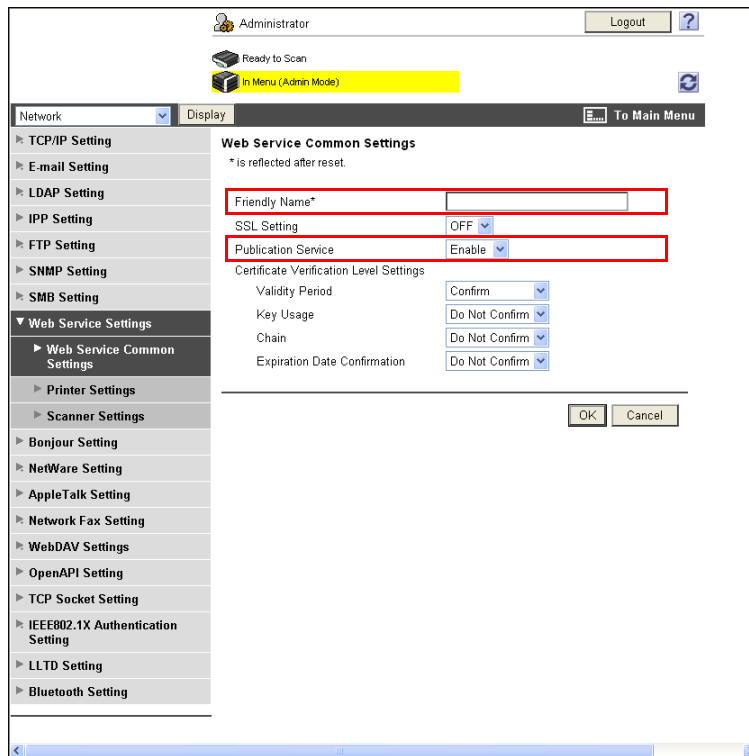 Administrator
Logout
?
Ready to Scan
In Menu (Admin Mode)
Network
Display
To Main Menu
TCP/IP Setting
E-mail Setting
LDAP Setting
IPP Setting
FTP Setting
SNMP Setting
SMB Setting
Web Service Settings
Web Service Common
Settings
Printer Settings
Scanner Settings
Bonjour Setting
NetWare Setting
AppleTalk Setting
Network Fax Setting
WebDAV Settings
OpenAPI Setting
TCP Socket Setting
IEEE802.1X Authentication
Setting
LLTD Setting
Bluetooth Setting
Web Service Common Settings
* is reflected after reset.
Friendly Name*
SSL Setting OFF
Publication Service Enable
Certificate Verification Level Settings
Validity Period Confirm
Key Usage Do Not Confirm
Chain Do Not Confirm
Expiration Date Confirmation Do Not Confirm
OK Cancel